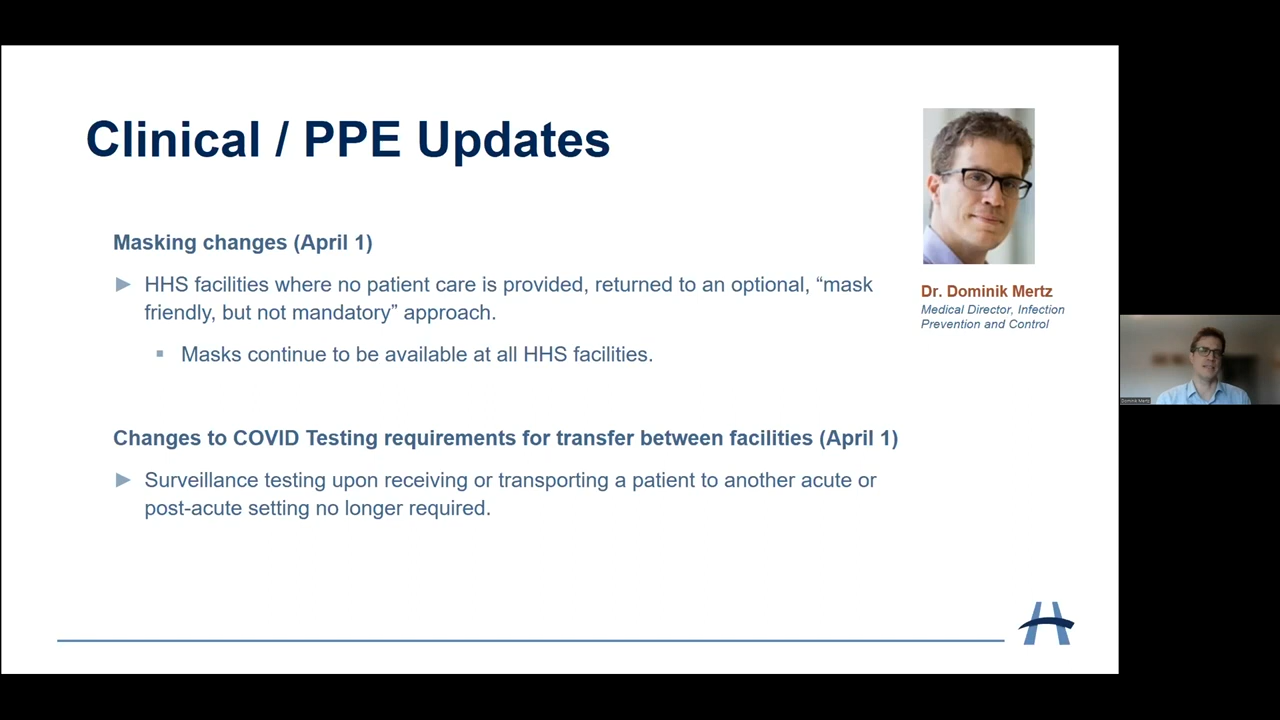 Clinical / PPE Updates
Masking changes (April 1)
► HHS facilities where no patient care is provided, returned to an optional, “mask
friendly, but not mandatory” approach.
▪ Masks continue to be available at all HHS facilities.
Changes to COVID Testing requirements for transfer between facilities (April 1)
► Surveillance testing upon receiving or transporting a patient to another acute or
post-acute setting no longer required.
Dr. Dominik Mertz
Medical Director, Infection
Prevention and Control
Dominik Mertz